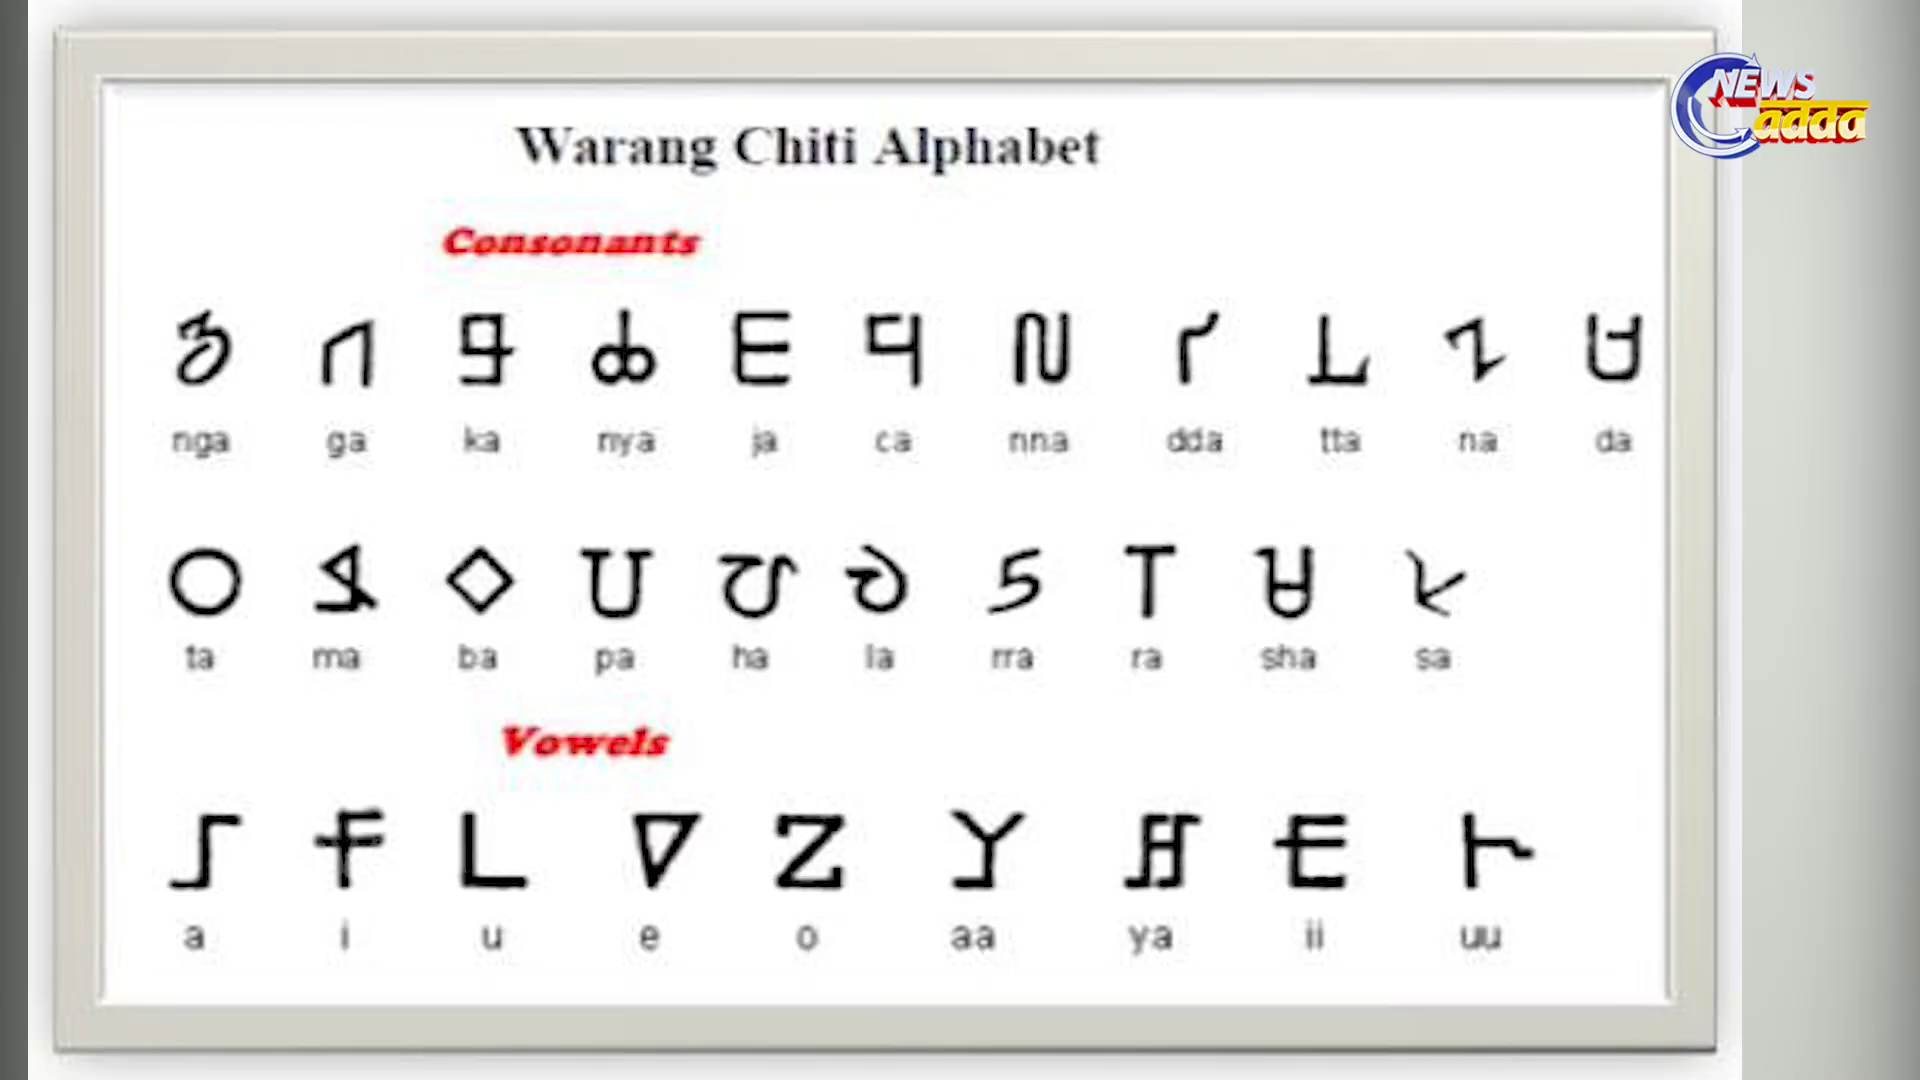 Warang Chiti Alphabet
NEWS
adda
Consonants
𑢪 𑢫 𑢬 𑢭 𑢮 𑢯 𑢰 𑢱 𑢲 𑢳 𑢴
nga ga ka nya ja ca nna dda tta na da
𑢵 𑢶 𑢷 𑢸 𑢹 𑢺 𑢻 𑢼 𑢽 𑢾
ta ma ba pa ha la rra ra sha sa
Vowels
𑢡 𑢢 𑢣 𑢨 𑢩 𑢤 𑢥 𑢦 𑢧
a i u e o aa ya ii uu